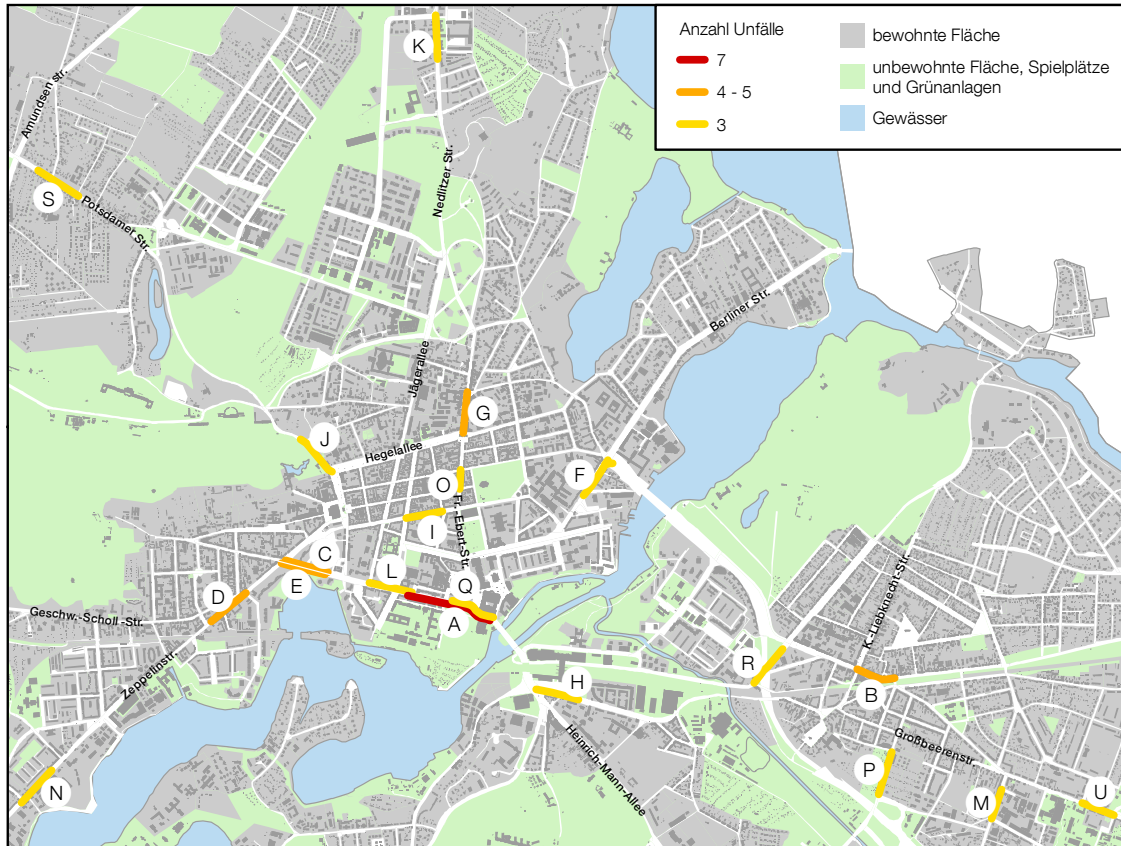 Anzahl Unfälle
7
4 - 5
3
bewohnte Fläche
unbewohnte Fläche, Spielplätze
und Grünanlagen
Gewässer
K
Amundsen str.
Nedlitzer Str.
S
Potsdamer Str.
Berliner Str.
Jägerallee
G
J
Hegelallee
F
O
Fr.-Ebert-Str.
I
C
E
L
Q
A
D
K.-Liebknecht-Str.
Geschw.-Scholl-Str.
Zeppelinstr.
R
B
H
Heinrich-Mann-Allee
Großbeerenstr.
P
N
M
U